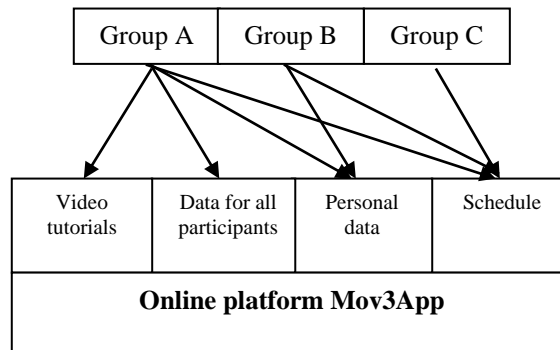 Group A Group B Group C
Video Data for all Personal Schedule
tutorials participants data
Online platform Mov3App